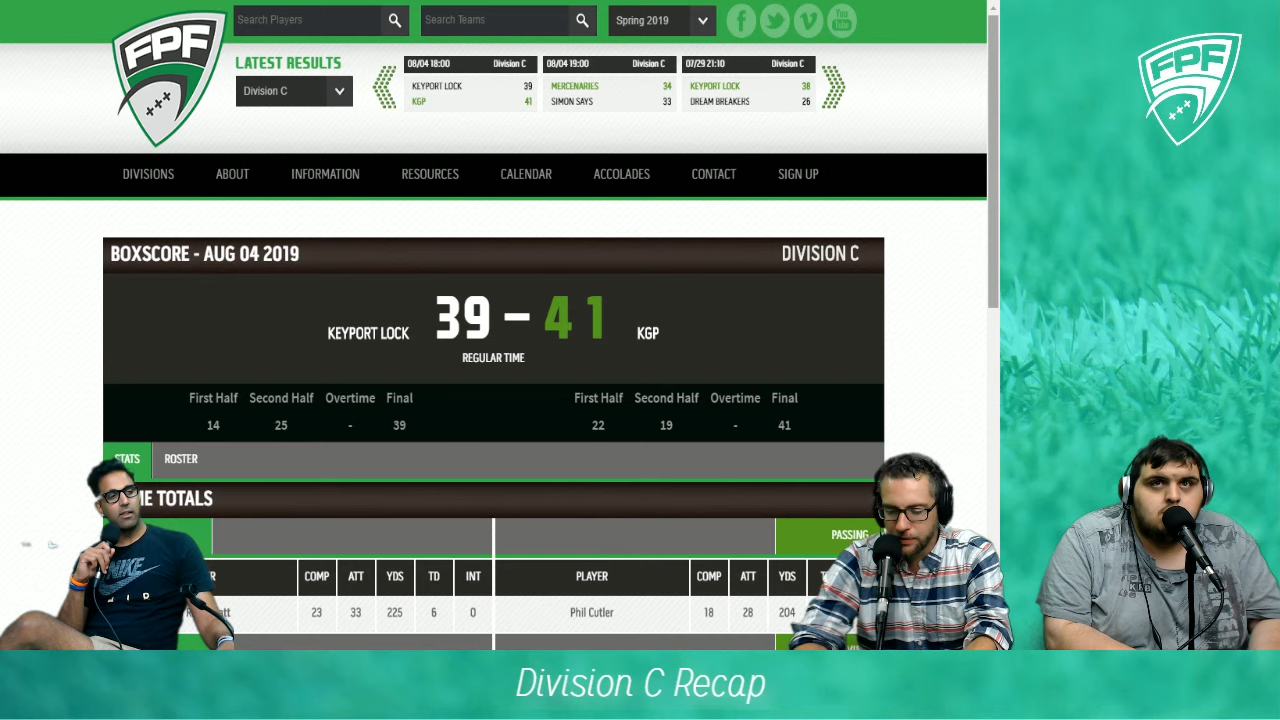 Search Players
Search Teams
Spring 2019
You
Tube
FPF
LATEST RESULTS
Division C
08/04 18:00 Division C
KEYPORT LOCK 39
KGP 41
08/04 19:00 Division C
MERCENARIES 34
SIMON SAYS 33
07/29 21:10 Division C
KEYPORT LOCK 38
DREAM BREAKERS 26
FPF
DIVISIONS ABOUT INFORMATION RESOURCES CALENDAR ACCOLADES CONTACT SIGN UP
BOXSCORE - AUG 04 2019 DIVISION C
KEYPORT LOCK 39 - 41 KGP
REGULAR TIME
First Half Second Half Overtime Final First Half Second Half Overtime Final
14 25 - 39 22 19 - 41
STATS ROSTER
TOTALS
PASSING
COMP ATT YDS TD INT PLAYER COMP ATT YDS
23 33 225 6 0 Phil Cutler 18 28 204
NIKE
Division C Recap